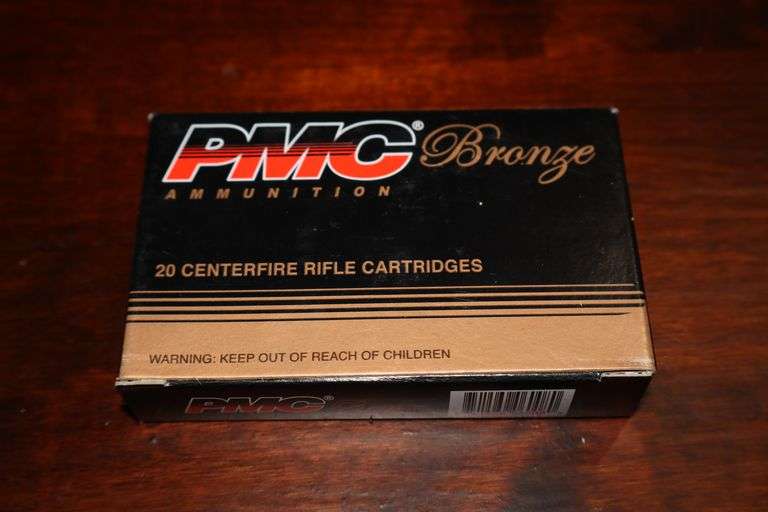 PMC® Bronze
AMMUNITION
20 CENTERFIRE RIFLE CARTRIDGES
WARNING: KEEP OUT OF REACH OF CHILDREN
PMC